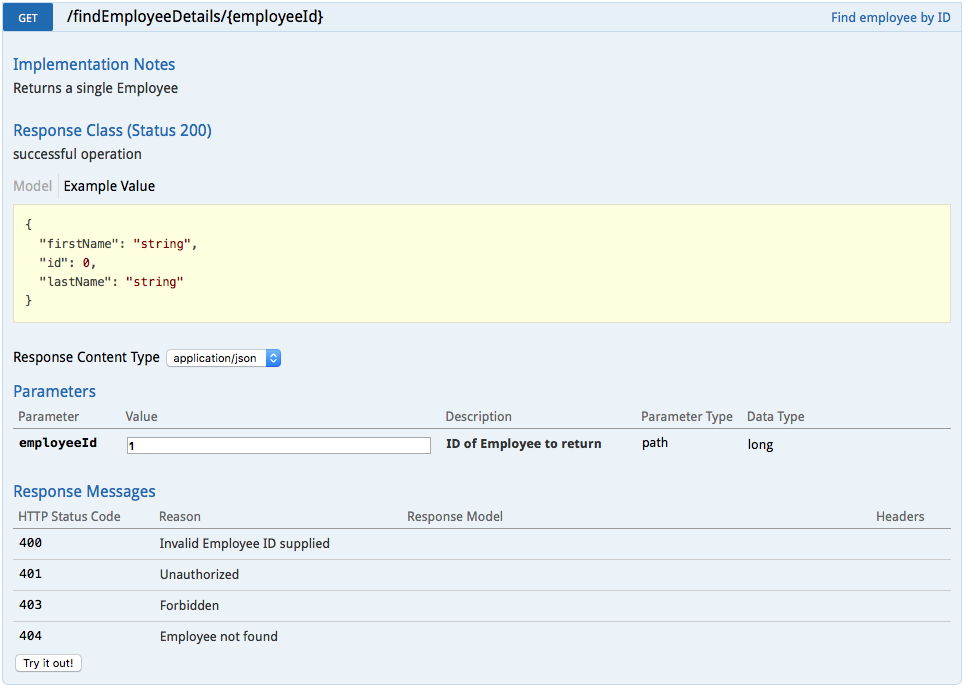 GET /findEmployeeDetails/{employeeId} Find employee by ID
Implementation Notes
Returns a single Employee
Response Class (Status 200)
successful operation
Model Example Value
{
"firstName": "string",
"id": 0,
"lastName": "string"
}
Response Content Type application/json
Parameters
Parameter Value Description Parameter Type Data Type
employeeId 1 ID of Employee to return path long
Response Messages
HTTP Status Code Reason Response Model Headers
400 Invalid Employee ID supplied
401 Unauthorized
403 Forbidden
404 Employee not found
Try it out!